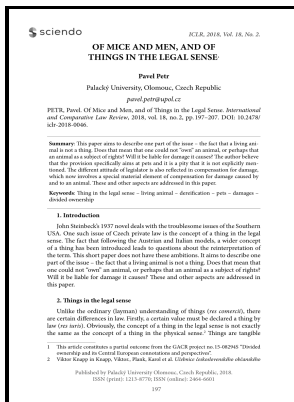 sciendo
ICLR, 2018, Vol. 18, No. 2.
OF MICE AND MEN, AND OF
THINGS IN THE LEGAL SENSE¹
Pavel Petr
Palacký University, Olomouc, Czech Republic
pavel.petr@upol.cz
PETR, Pavel. Of Mice and Men, and of Things in the Legal Sense. International
and Comparative Law Review, 2018, vol. 18, no. 2, pp. 197–207. DOI: 10.2478/
iclr-2018-0046.
Summary: This paper aims to describe one part of the issue – the fact that a living ani-
mal is not a thing. Does that mean that one could not "own" an animal, or perhaps that
an animal as a subject of rights? Will it be liable for damage it causes? The author believes
that the provision specifically aims at pets and it is a pity that it is not explicitly men-
tioned. The different attitude of legislator is also reflected in compensation for damage,
which now involves a special material element of compensation for damage caused by
and to an animal. These and other aspects are addressed in this paper.
Keywords: Thing in the legal sense – living animal – dereification – pets – damages –
divided ownership
1. Introduction
John Steinbeck's 1937 novel deals with the troublesome issues of the Southern
USA. One such issue of Czech private law is the concept of a thing in the legal
sense. The fact that following the Austrian and Italian models, a wider concept
of a thing has been introduced leads to questions about the reinterpretation of
the term. This short paper does not have these ambitions. It aims to describe one
part of the issue – the fact that a living animal is not a thing. Does that mean that
one could not "own" an animal, or perhaps that an animal as a subject of rights?
Will it be liable for damage it causes? These and other aspects are addressed in
this paper.
2. Things in the legal sense
Unlike the ordinary (layman) understanding of things (res comercii), there
are certain differences in law. Firstly, a certain value must be declared a thing by
law (res iuris). Obviously, the concept of a thing in the legal sense is not exactly
the same as the concept of a thing in the physical sense.² Things are tangible
1 This article constitutes a partial outcome from the GACR project no. 15-08294S "Divided
ownership and its Central European connotations and perspectives".
2 Viktor Knapp in Knapp, Viktor, Plank, Karol et al. Učebnice československého občanského
Published by Palacký University Olomouc, Czech Republic, 2018.
ISSN (print): 1213-8770; ISSN (online): 2464-6601
197